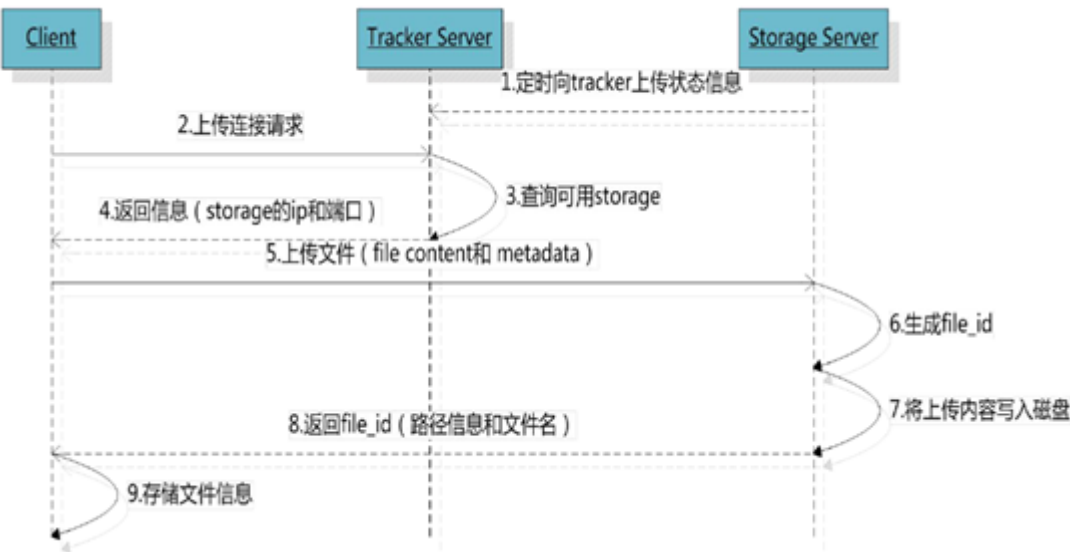 Client
Tracker Server
Storage Server
1.定时向tracker上传状态信息
2.上传连接请求
3.查询可用storage
4.返回信息（storage的ip和端口）
5.上传文件（file content和 metadata）
6.生成file_id
7.将上传内容写入磁盘
8.返回file_id（路径信息和文件名）
9.存储文件信息